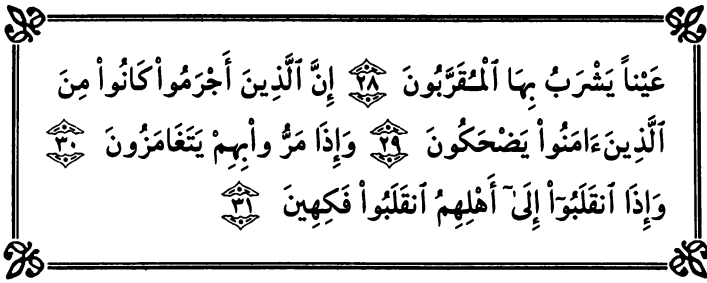 عَيْناً يَشْرَبُ بِهَا ٱلْمُقَرَّبُونَ ٢٨ إِنَّ ٱلَّذِينَ أَجْرَمُوا۟ كَانُوا۟ مِنَ
ٱلَّذِينَ ءَامَنُوا۟ يَضْحَكُونَ ٢٩ وَإِذَا مَرُّوا۟ بِهِمْ يَتَغَامَزُونَ ٣٠
وَإِذَا ٱنقَلَبُوٓا۟ إِلَىٰٓ أَهْلِهِمُ ٱنقَلَبُوا۟ فَكِهِينَ ٣١